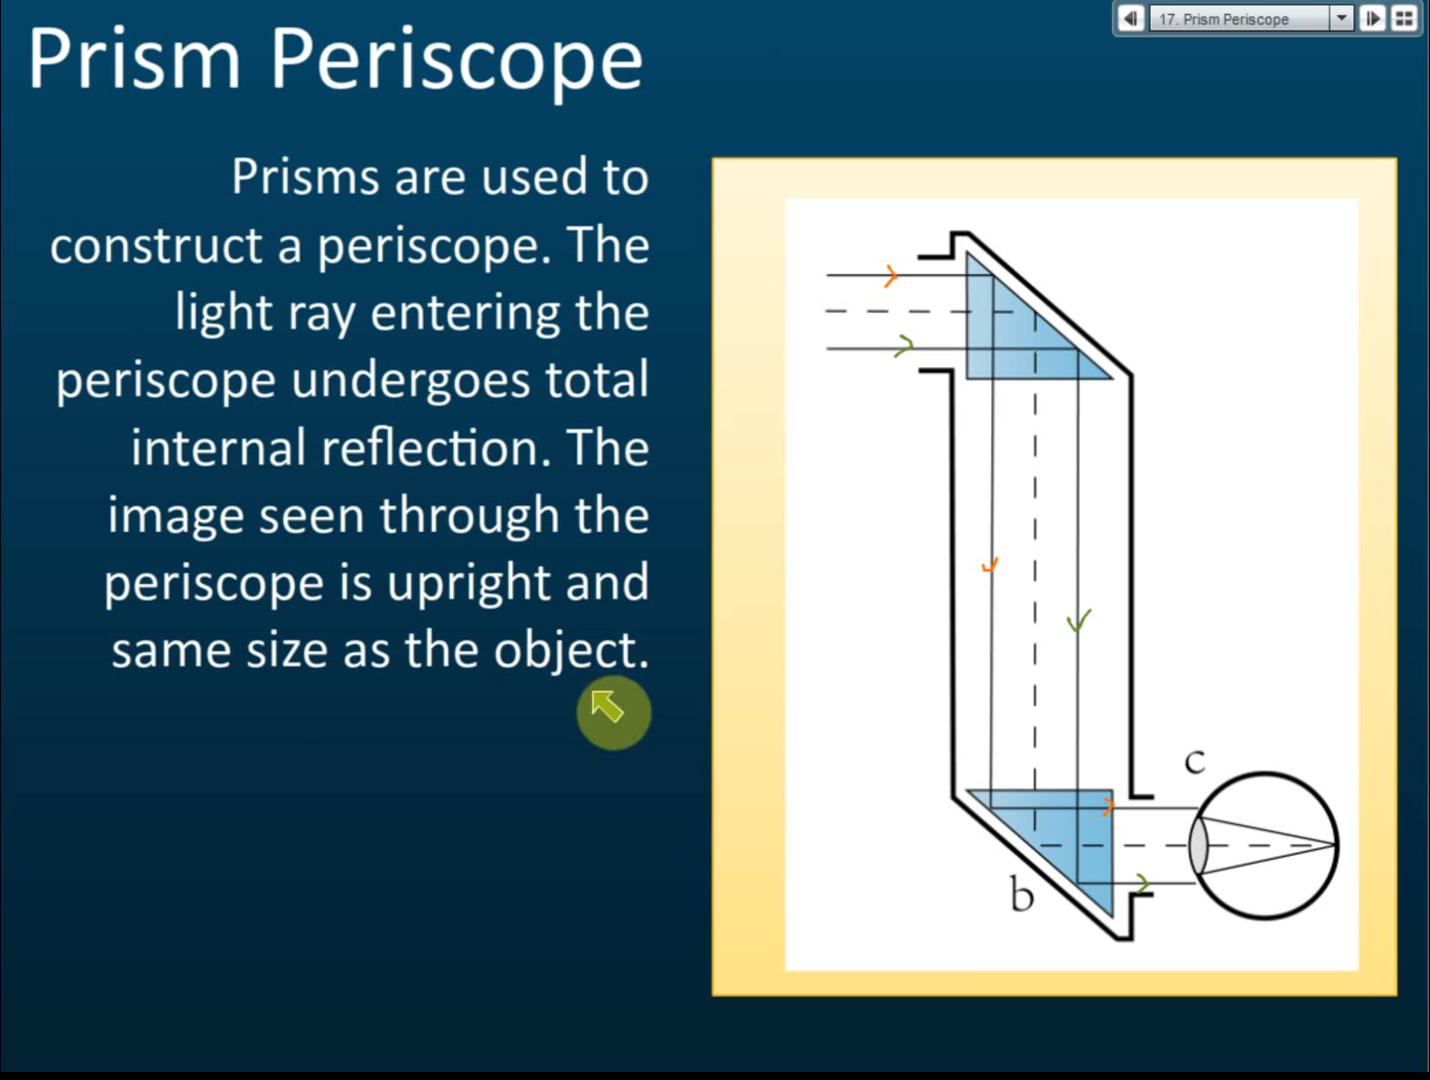 17. Prism Periscope
Prism Periscope
Prisms are used to
construct a periscope. The
light ray entering the
periscope undergoes total
internal reflection. The
image seen through the
periscope is upright and
same size as the object.
c
b